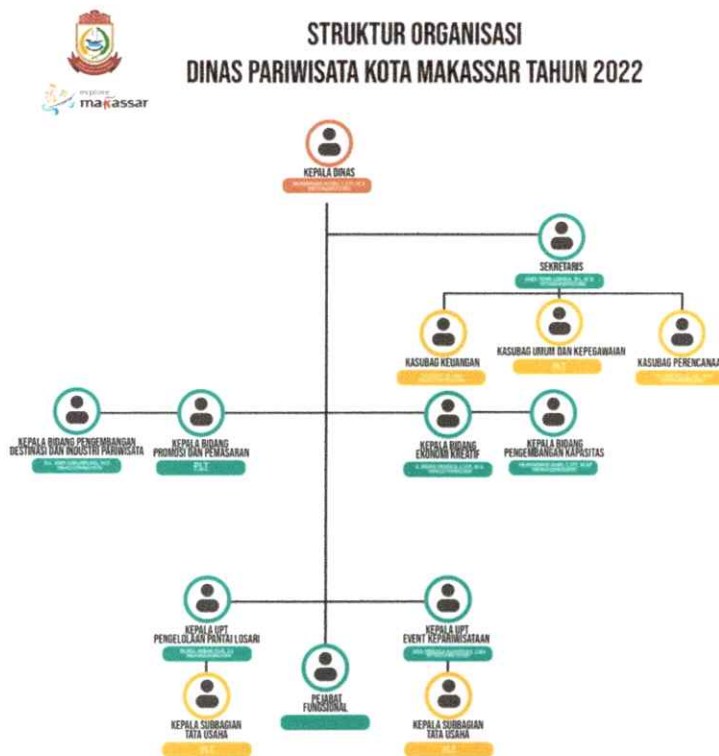 STRUKTUR ORGANISASI
DINAS PARIWISATA KOTA MAKASSAR TAHUN 2022
explore
makassar
KEPALA DINAS
SEKRETARIS
KASUBAG KEUANGAN
KASUBAG UMUM DAN KEPEGAWAIAN
PLT
KASUBAG PERENCANAA
KEPALA BIDANG PENGEMBANGAN
DESTINASI DAN INDUSTRI PARIWISATA
KEPALA BIDANG
PROMOSI DAN PEMASARAN
PLT
KEPALA BIDANG
EKONOMI KREATIF
KEPALA BIDANG
PENGEMBANGAN KAPASITAS
KEPALA UPT
PENGELOLAAN PANTAI LOSARI
KEPALA UPT
EVENT KEPARIWISATAAN
PEJABAT
FUNGSIONAL
KEPALA SUBBAGIAN
TATA USAHA
PLT
KEPALA SUBBAGIAN
TATA USAHA
PLT